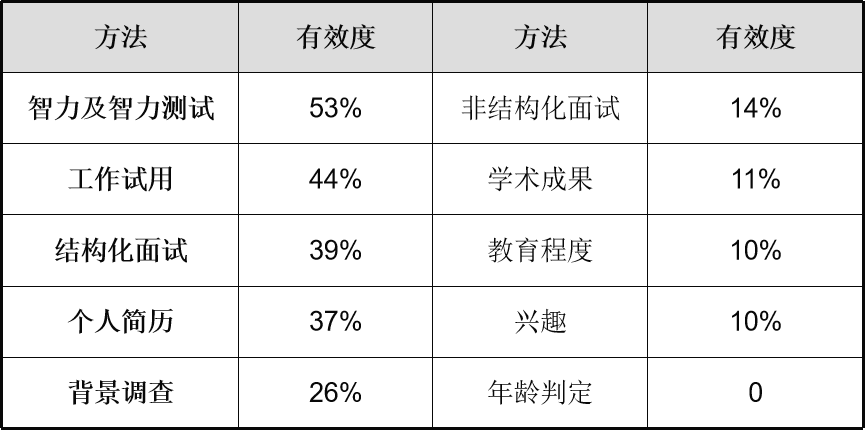 方法 有效度 方法 有效度
智力及智力测试 53% 非结构化面试 14%
工作试用 44% 学术成果 11%
结构化面试 39% 教育程度 10%
个人简历 37% 兴趣 10%
背景调查 26% 年龄判定 0